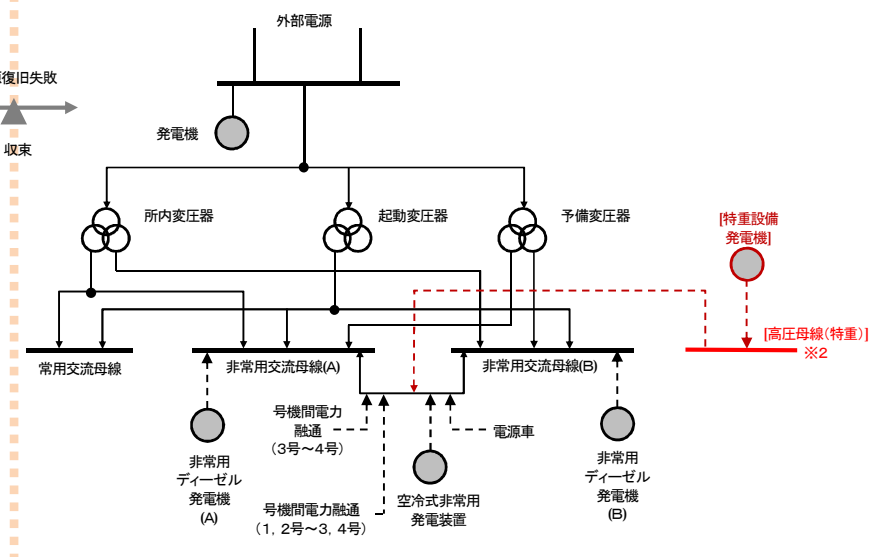 外部電源
復旧失敗
収束
発電機
所内変圧器
起動変圧器
予備変圧器
[特重設備
発電機]
[高圧母線(特重)]
※2
常用交流母線
非常用交流母線(A)
非常用交流母線(B)
号機間電力
融通
(3号～4号)
電源車
非常用
ディーゼル
発電機
(A)
号機間電力融通
(1, 2号～3, 4号)
空冷式非常用
発電装置
非常用
ディーゼル
発電機
(B)